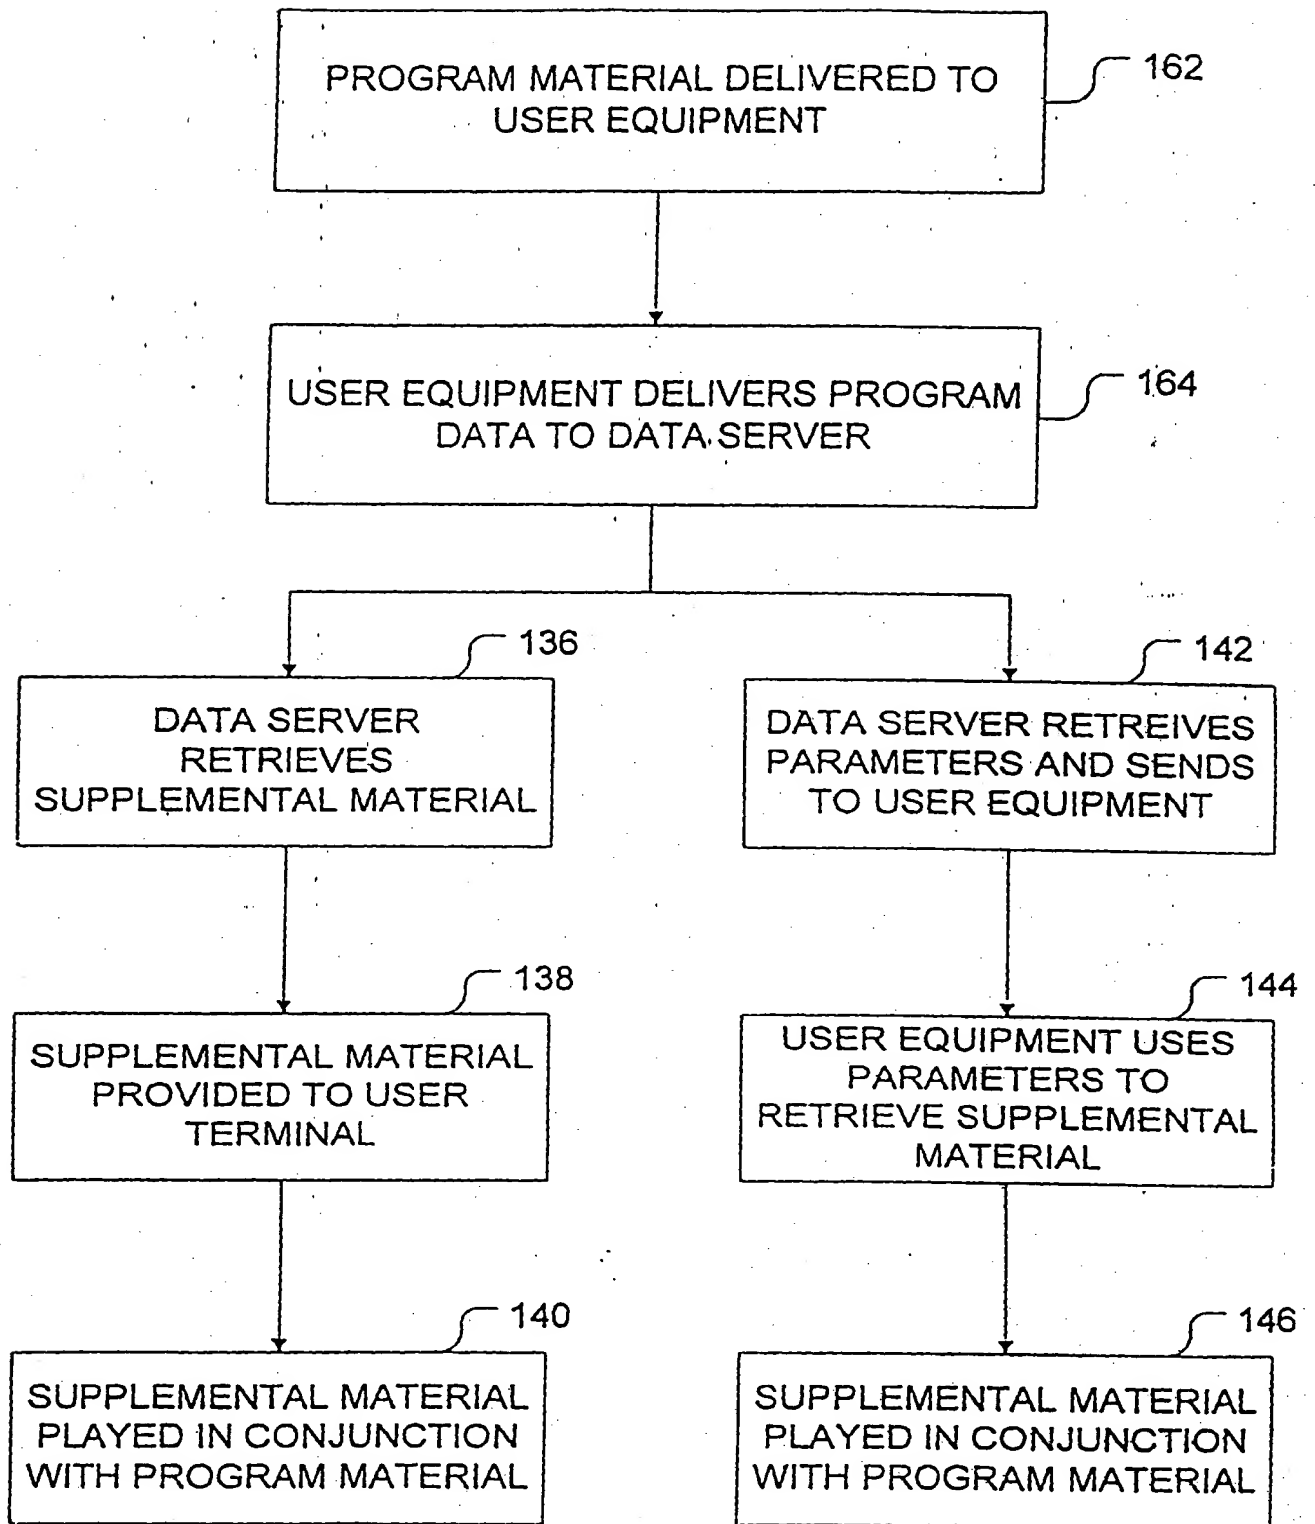 PROGRAM MATERIAL DELIVERED TO
USER EQUIPMENT
162
USER EQUIPMENT DELIVERS PROGRAM
DATA TO DATA SERVER
164
136
DATA SERVER
RETRIEVES
SUPPLEMENTAL MATERIAL
142
DATA SERVER RETREIVES
PARAMETERS AND SENDS
TO USER EQUIPMENT
138
SUPPLEMENTAL MATERIAL
PROVIDED TO USER
TERMINAL
144
USER EQUIPMENT USES
PARAMETERS TO
RETRIEVE SUPPLEMENTAL
MATERIAL
140
SUPPLEMENTAL MATERIAL
PLAYED IN CONJUNCTION
WITH PROGRAM MATERIAL
146
SUPPLEMENTAL MATERIAL
PLAYED IN CONJUNCTION
WITH PROGRAM MATERIAL